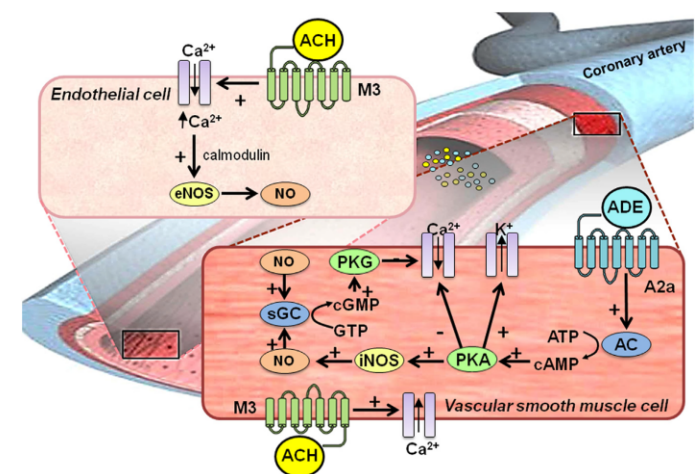 ACH
Ca2+
M3
+
Endothelial cell
Ca2+
+
calmodulin
eNOS
NO
Coronary artery
ADE
A2a
+
NO
PKG
-
Ca2+
K+
+
+
sGC
cGMP
GTP
+
NO
+
iNOS
+
PKA
-
+
+
cAMP
ATP
AC
M3
+
ACH
Ca2+
Vascular smooth muscle cell